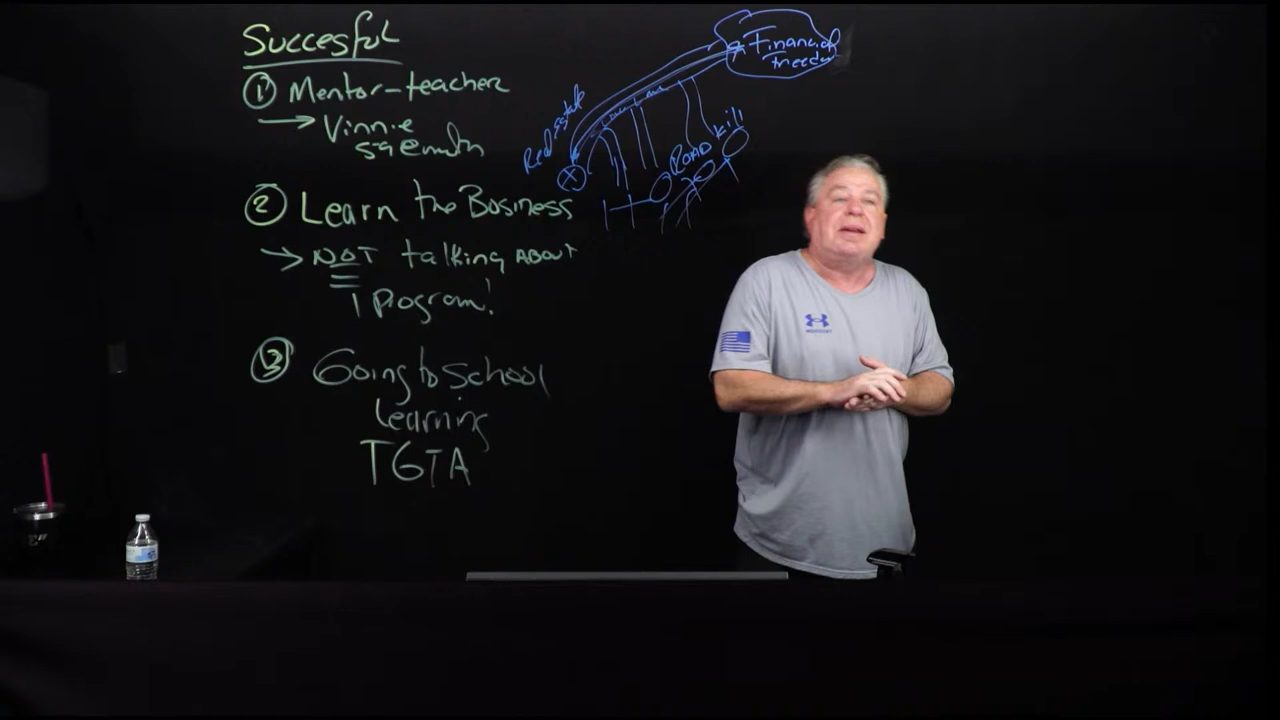 Succesful
① Mentor-teacher
→ Vinnie
② Learn the Business
→ NOT talking ABOUT
1 program!
③ Going to School
Learning
TGTA
Financial
Freedom
Real estate
X
ROAD Kill